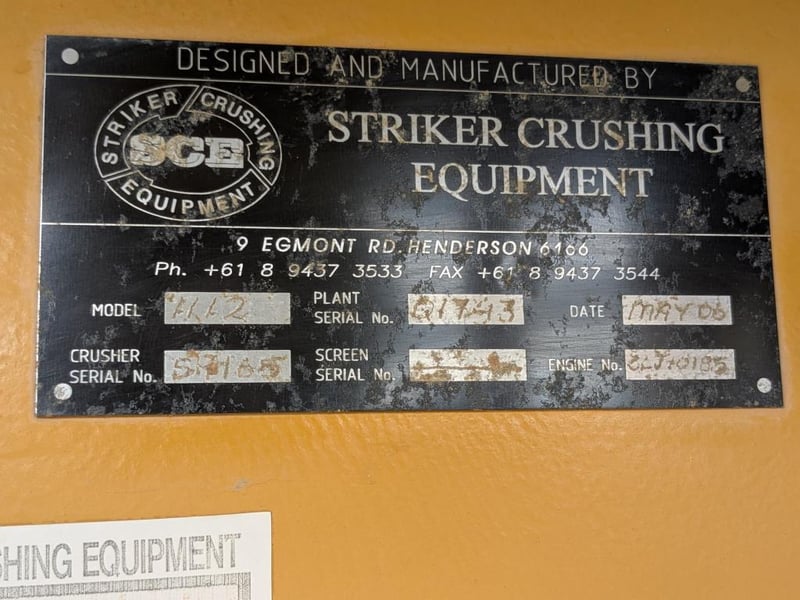 DESIGNED AND MANUFACTURED BY
STRIKER CRUSHING EQUIPMENT
SCE
STRIKER CRUSHING
EQUIPMENT
9 EGMONT RD. HENDERSON 6166
Ph. +61 8 9437 3533 FAX +61 8 9437 3544
MODEL
PLANT SERIAL No.
DATE MAY 06
CRUSHER SERIAL No.
SCREEN SERIAL No.
ENGINE No.
HING EQUIPMENT